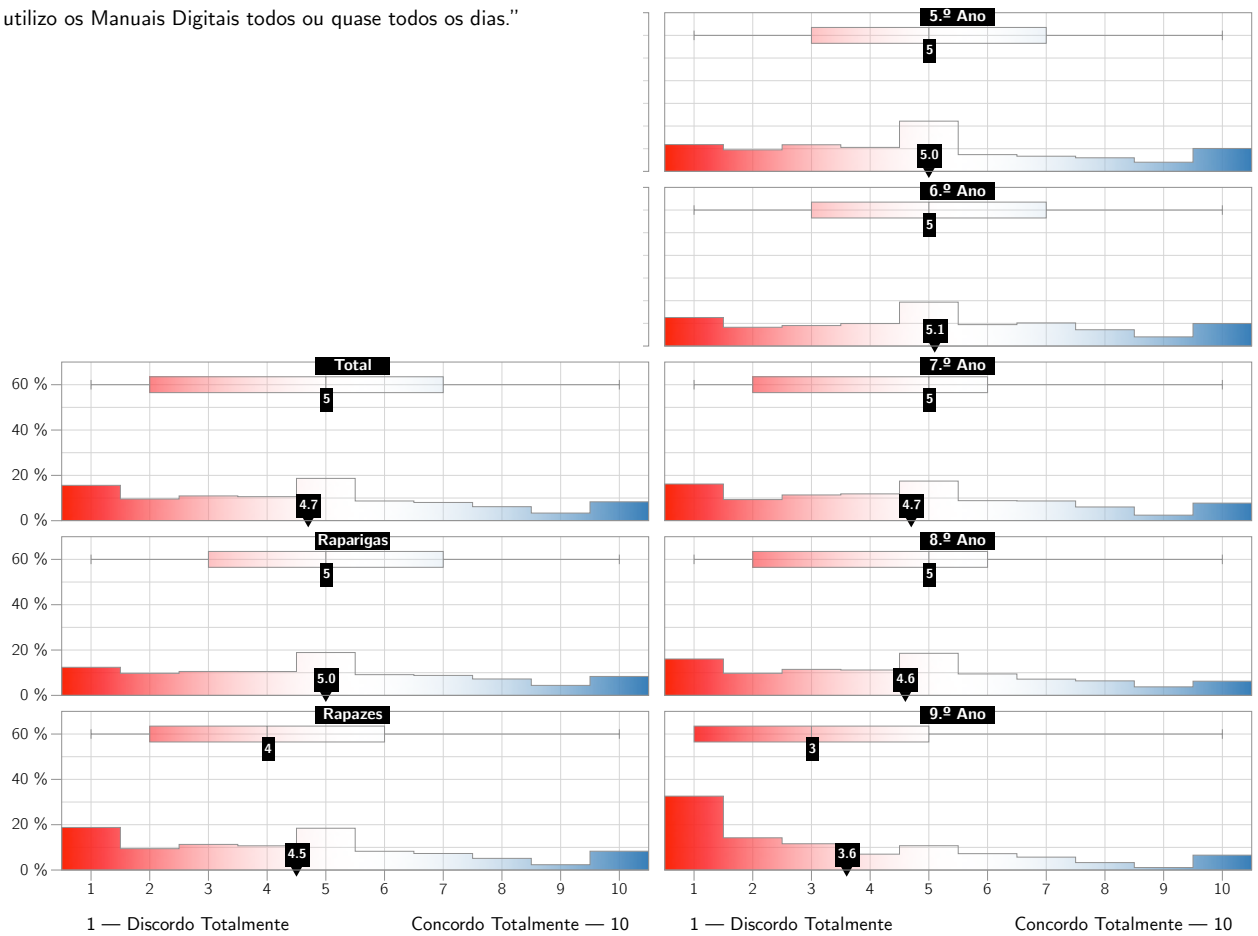 utilizo os Manuais Digitais todos ou quase todos os dias.”
5.º Ano
5
5.0
6.º Ano
5
5.1
Total
60 %
5
40 %
20 %
4.7
0 %
7.º Ano
5
4.7
Raparigas
60 %
5
40 %
20 %
5.0
0 %
8.º Ano
5
4.6
Rapazes
60 %
4
40 %
20 %
4.5
0 %
1 2 3 4 5 6 7 8 9 10
1 — Discordo Totalmente Concordo Totalmente — 10
9.º Ano
3
3.6
1 2 3 4 5 6 7 8 9 10
1 — Discordo Totalmente Concordo Totalmente — 10